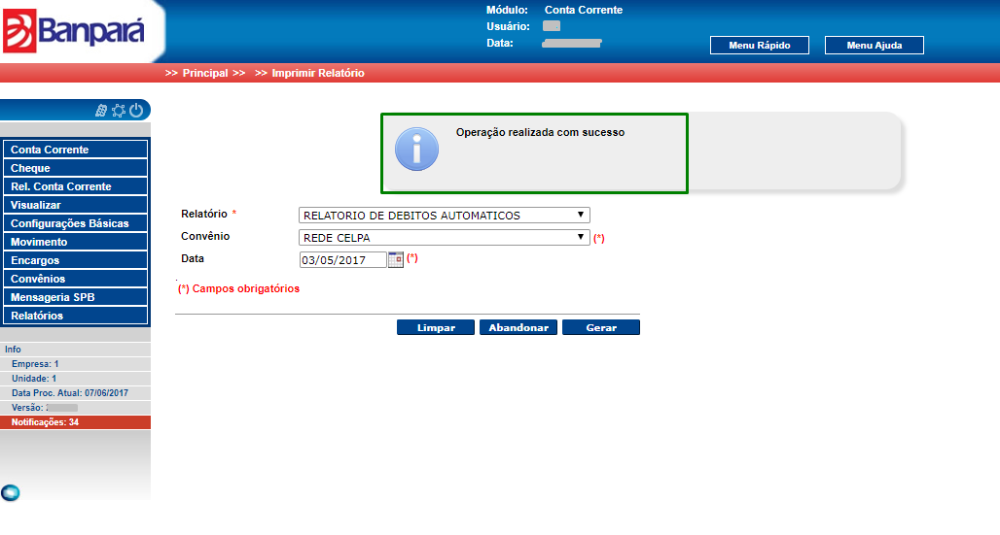 Banpará
Módulo: Conta Corrente
Usuário:
Data:
Menu Rápido
Menu Ajuda
>> Principal >> >> Imprimir Relatório
Operação realizada com sucesso
Conta Corrente
Cheque
Rel. Conta Corrente
Visualizar
Configurações Básicas
Movimento
Encargos
Convênios
Mensageria SPB
Relatórios
Relatório * RELATORIO DE DEBITOS AUTOMATICOS
Convênio REDE CELPA (*)
Data 03/05/2017 (*)
(*) Campos obrigatórios
Limpar Abandonar Gerar
Info
Empresa: 1
Unidade: 1
Data Proc. Atual: 07/06/2017
Versão:
Notificações: 34